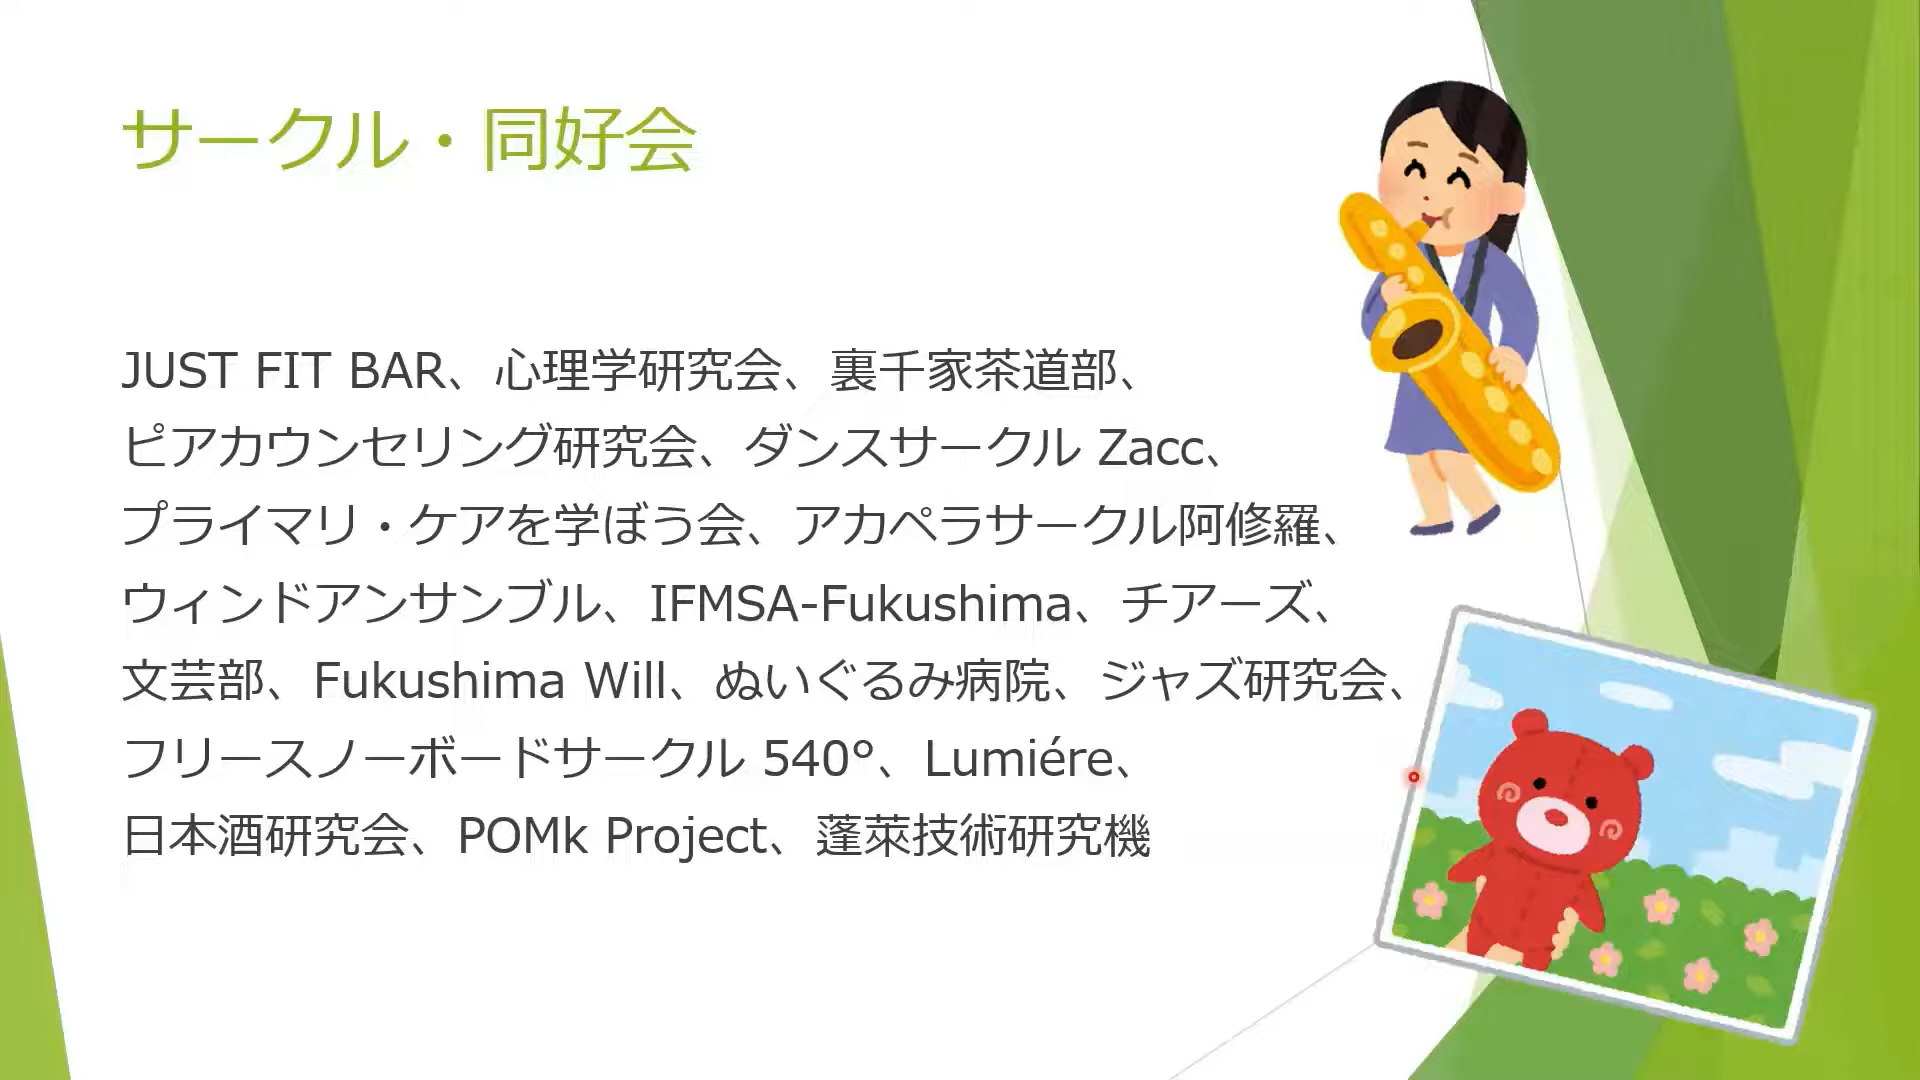 サークル・同好会
JUST FIT BAR、心理学研究会、裏千家茶道部、
ピアカウンセリング研究会、ダンスサークル Zacc、
プライマリ・ケアを学ぼう会、アカペラサークル阿修羅、
ウィンドアンサンブル、IFMSA-Fukushima、チアーズ、
文芸部、Fukushima Will、ぬいぐるみ病院、ジャズ研究会、
フリースノーボードサークル 540°、Lumiére、
日本酒研究会、POMk Project、蓬萊技術研究機